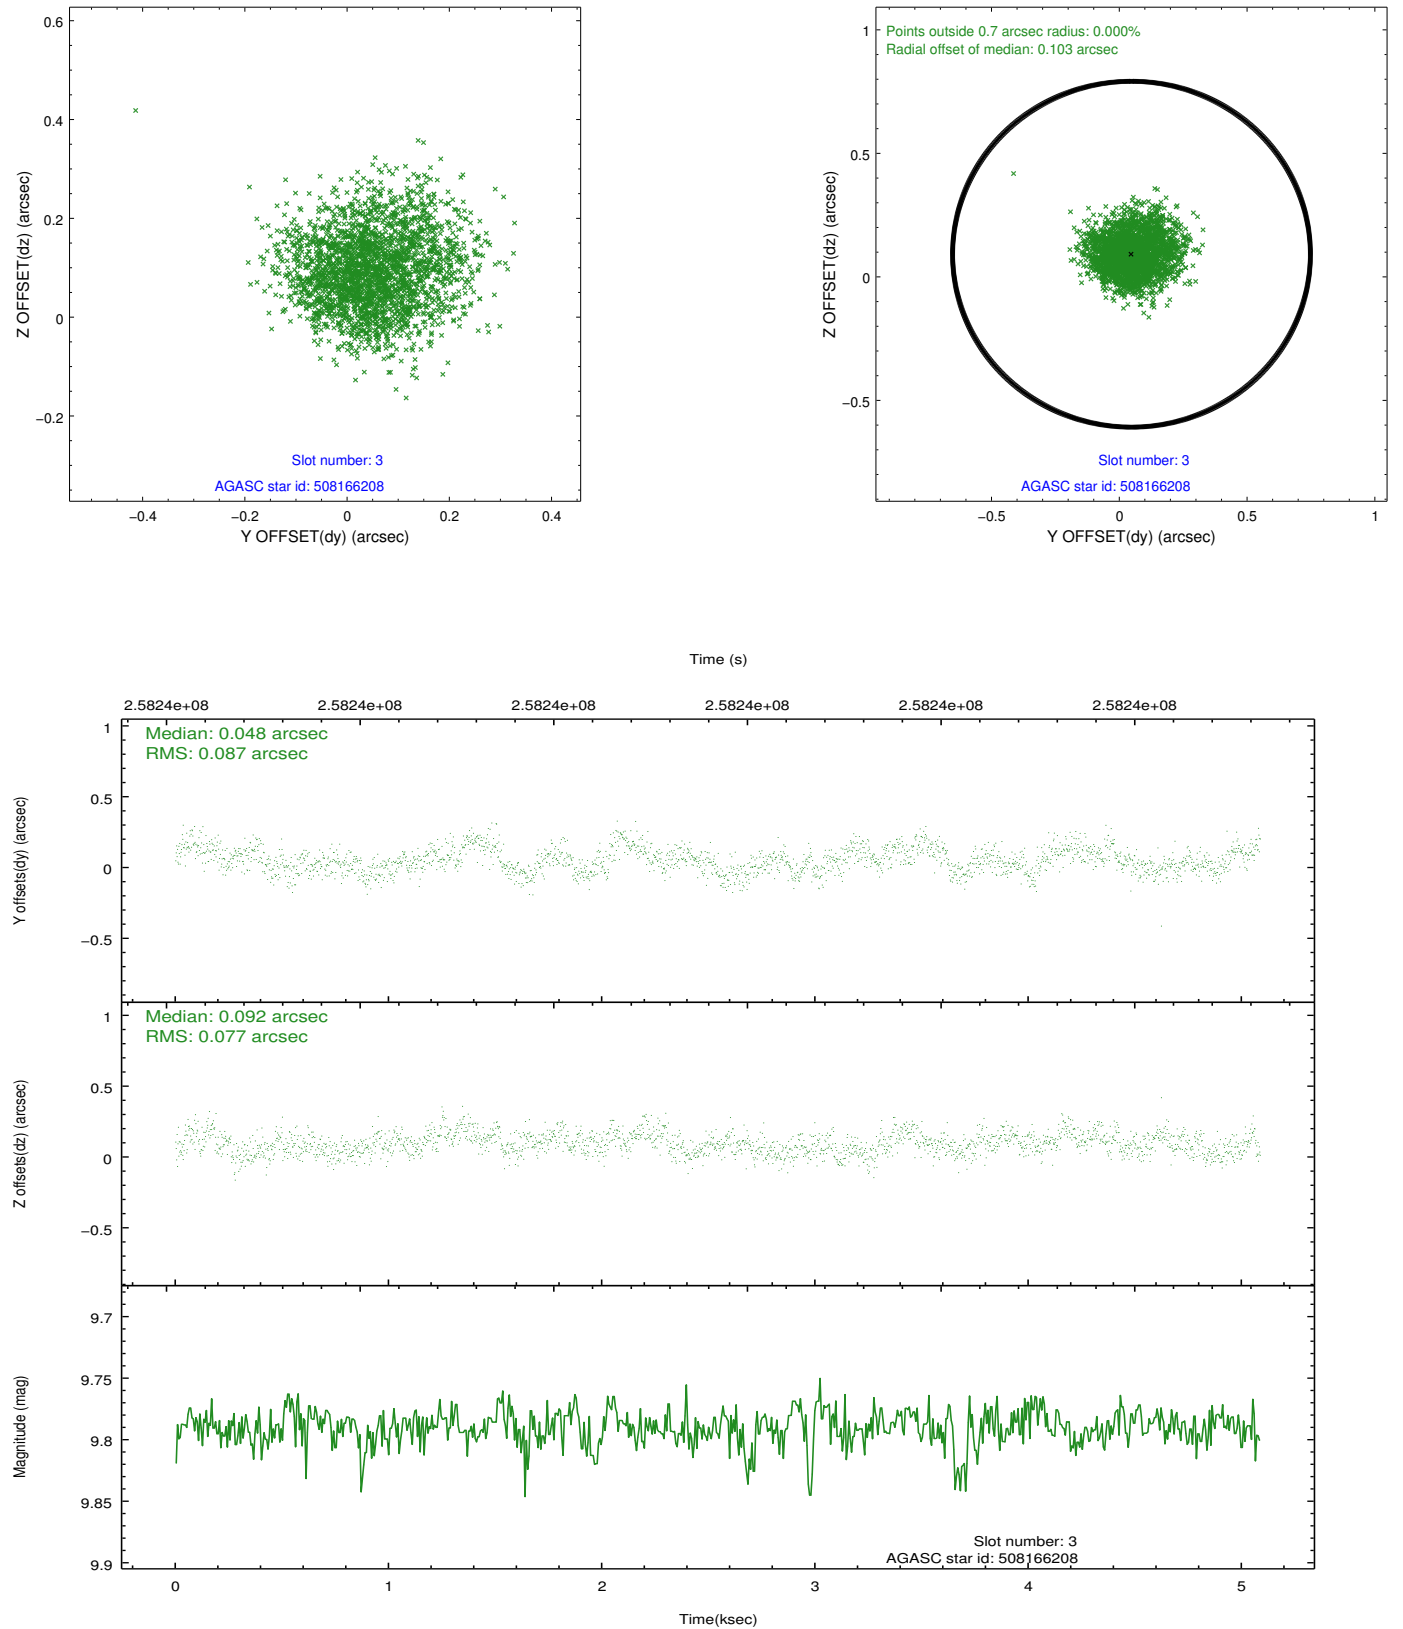 0.6
0.4
0.2
0
−0.2
Z OFFSET(dz) (arcsec)
Slot number: 3
AGASC star id: 508166208
−0.4 −0.2 0 0.2 0.4
Y OFFSET(dy) (arcsec)
Points outside 0.7 arcsec radius: 0.000%
Radial offset of median: 0.103 arcsec
1
0.5
0
−0.5
Z OFFSET(dz) (arcsec)
Slot number: 3
AGASC star id: 508166208
−0.5 0 0.5 1
Y OFFSET(dy) (arcsec)
Time (s)
2.5824e+08 2.5824e+08 2.5824e+08 2.5824e+08 2.5824e+08 2.5824e+08
Median: 0.048 arcsec
RMS: 0.087 arcsec
1
0.5
0
−0.5
Y offsets(dy) (arcsec)
Median: 0.092 arcsec
RMS: 0.077 arcsec
1
0.5
0
−0.5
Z offsets(dz) (arcsec)
9.7
9.75
9.8
9.85
9.9
Magnitude (mag)
Slot number: 3
AGASC star id: 508166208
0 1 2 3 4 5
Time(ksec)